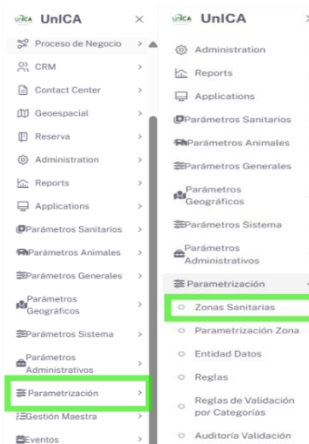 UnICA
Proceso de Negocio
CRM
Contact Center
Geoespacial
Reserva
Administration
Reports
Applications
Parámetros Sanitarios
Parámetros Animales
Parámetros Generales
Parámetros
Geográficos
Parámetros Sistema
Parámetros
Administrativos
Parametrización
Gestión Maestra
Eventos
UnICA
Administration
Reports
Applications
Parámetros Sanitarios
Parámetros Animales
Parámetros Generales
Parámetros
Geográficos
Parámetros Sistema
Parámetros
Administrativos
Parametrización
Zonas Sanitarias
Parametrización Zona
Entidad Datos
Reglas
Reglas de Validación
por Categorías
Auditoría Validación